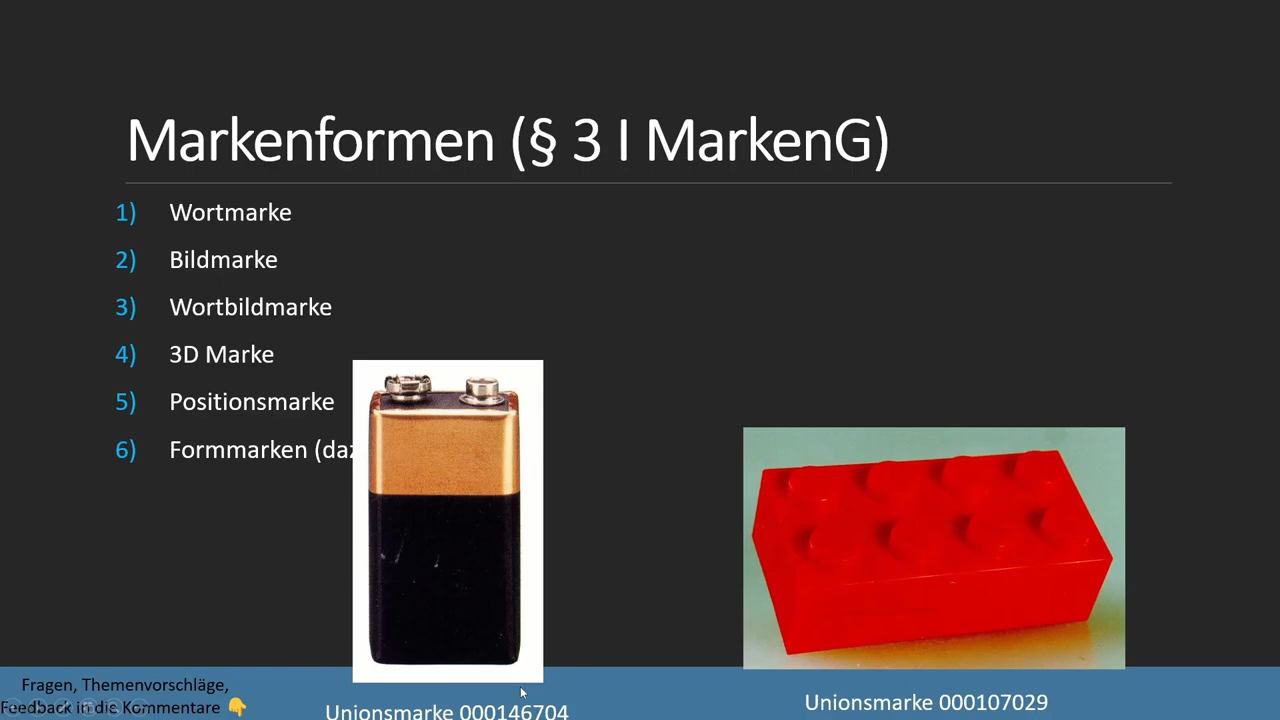 Markenformen (§ 3 I MarkenG)
1) Wortmarke
2) Bildmarke
3) Wortbildmarke
4) 3D Marke
5) Positionsmarke
6) Formmarken
Fragen, Themenvorschläge,
Feedback in die Kommentare
Unionsmarke 000146704
Unionsmarke 000107029